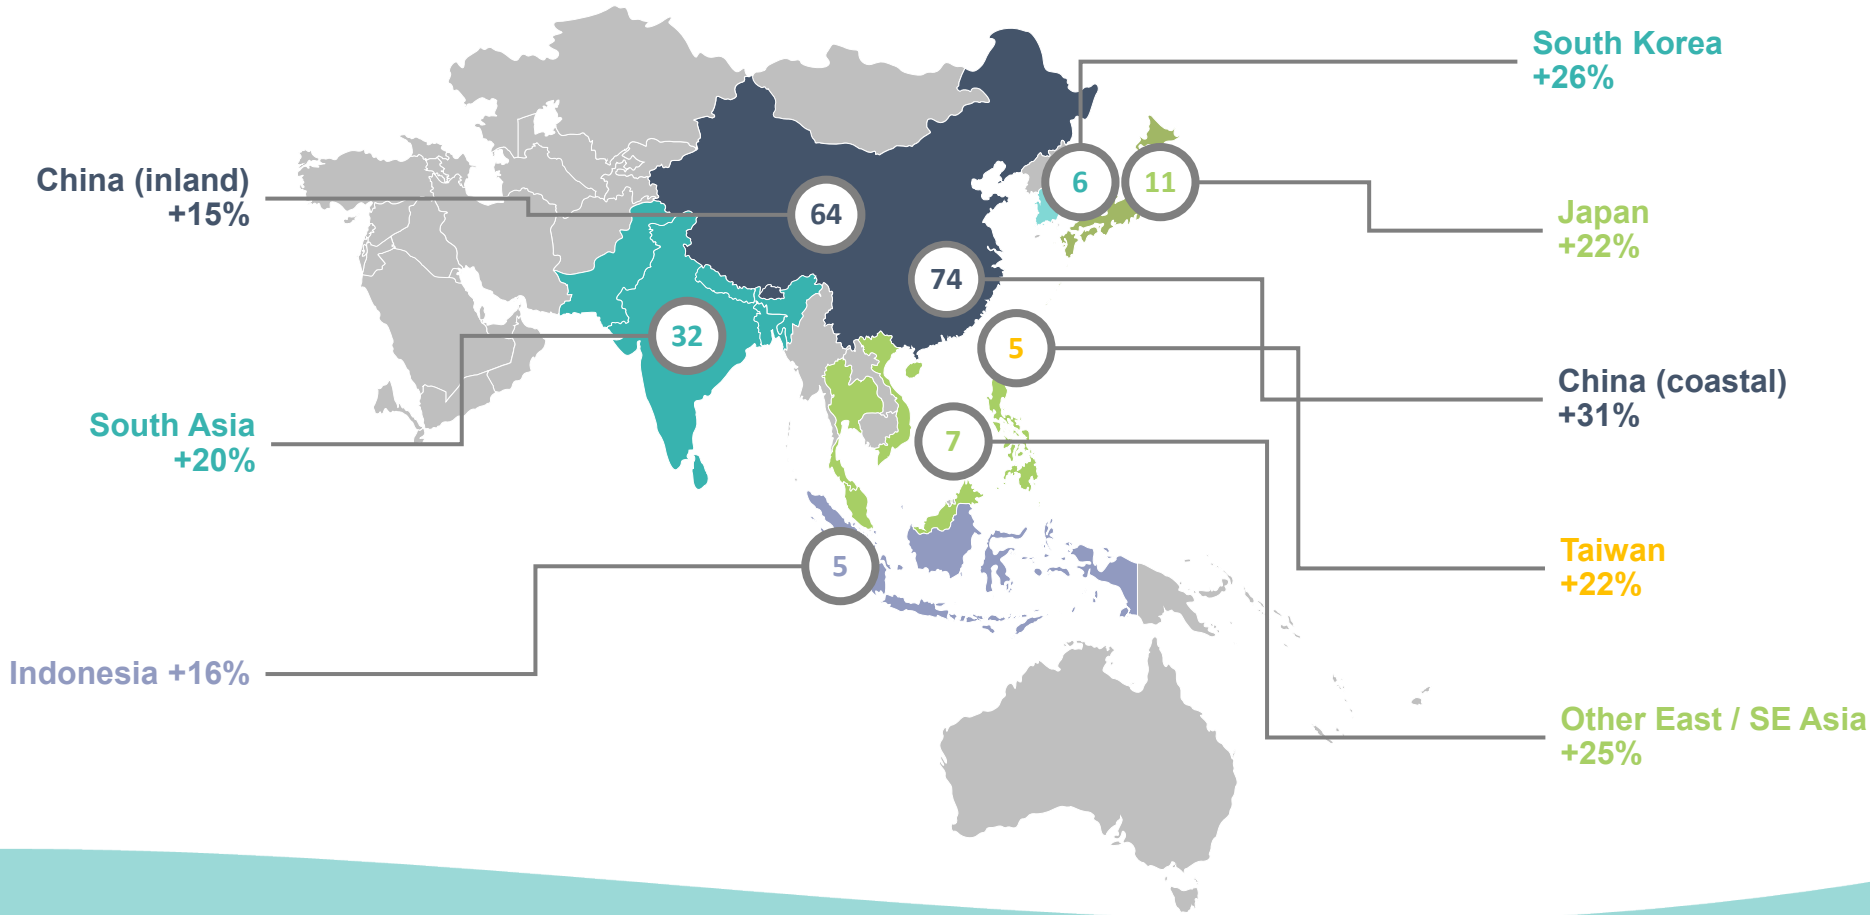 South Korea
+26%
China (inland)
+15%
6
11
64
Japan
+22%
74
32
5
China (coastal)
+31%
South Asia
+20%
7
Taiwan
+22%
5
Indonesia +16%
Other East / SE Asia
+25%